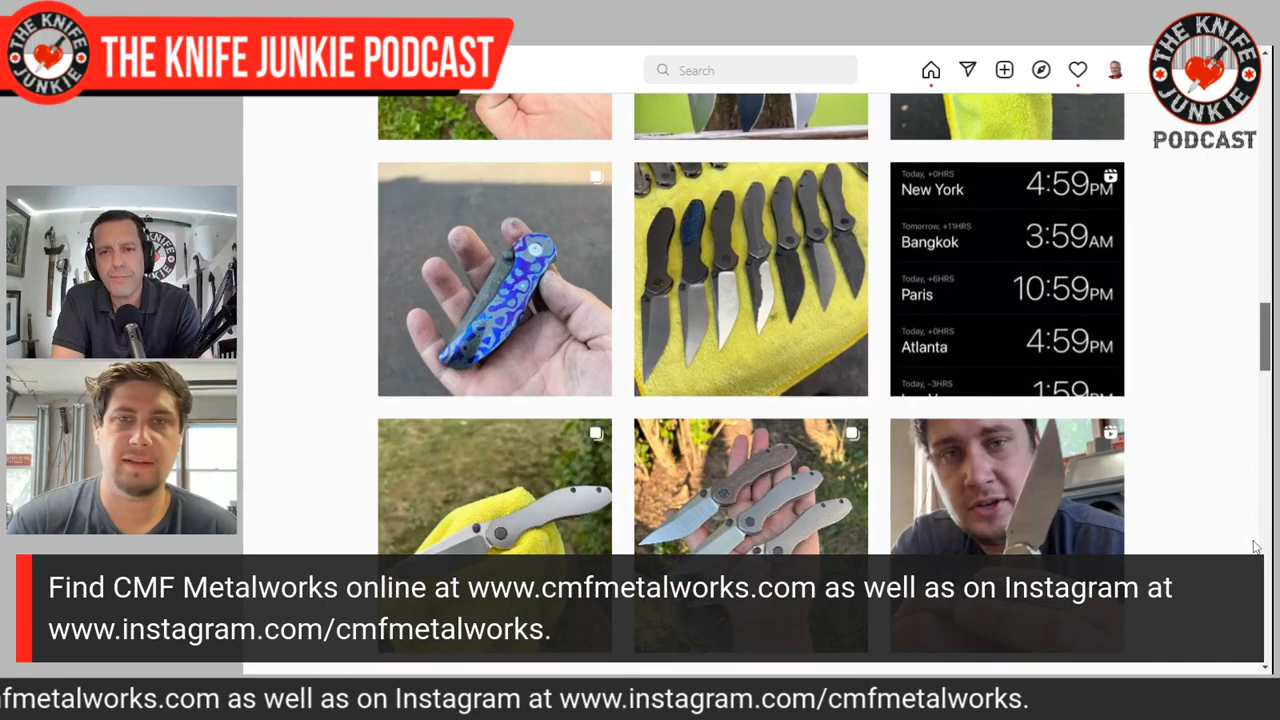 THE KNIFE JUNKIE
THE KNIFE JUNKIE PODCAST
Search
THE KNIFE JUNKIE
PODCAST
Today, +0HRS
New York 4:59PM
Tomorrow, +11HRS
Bangkok 3:59AM
Today, +6HRS
Paris 10:59PM
Today, +0HRS
Atlanta 4:59PM
Today, -3HRS
Find CMF Metalworks online at www.cmfmetalworks.com as well as on Instagram at
www.instagram.com/cmfmetalworks.
fmetalworks.com as well as on Instagram at www.instagram.com/cmfmetalworks.